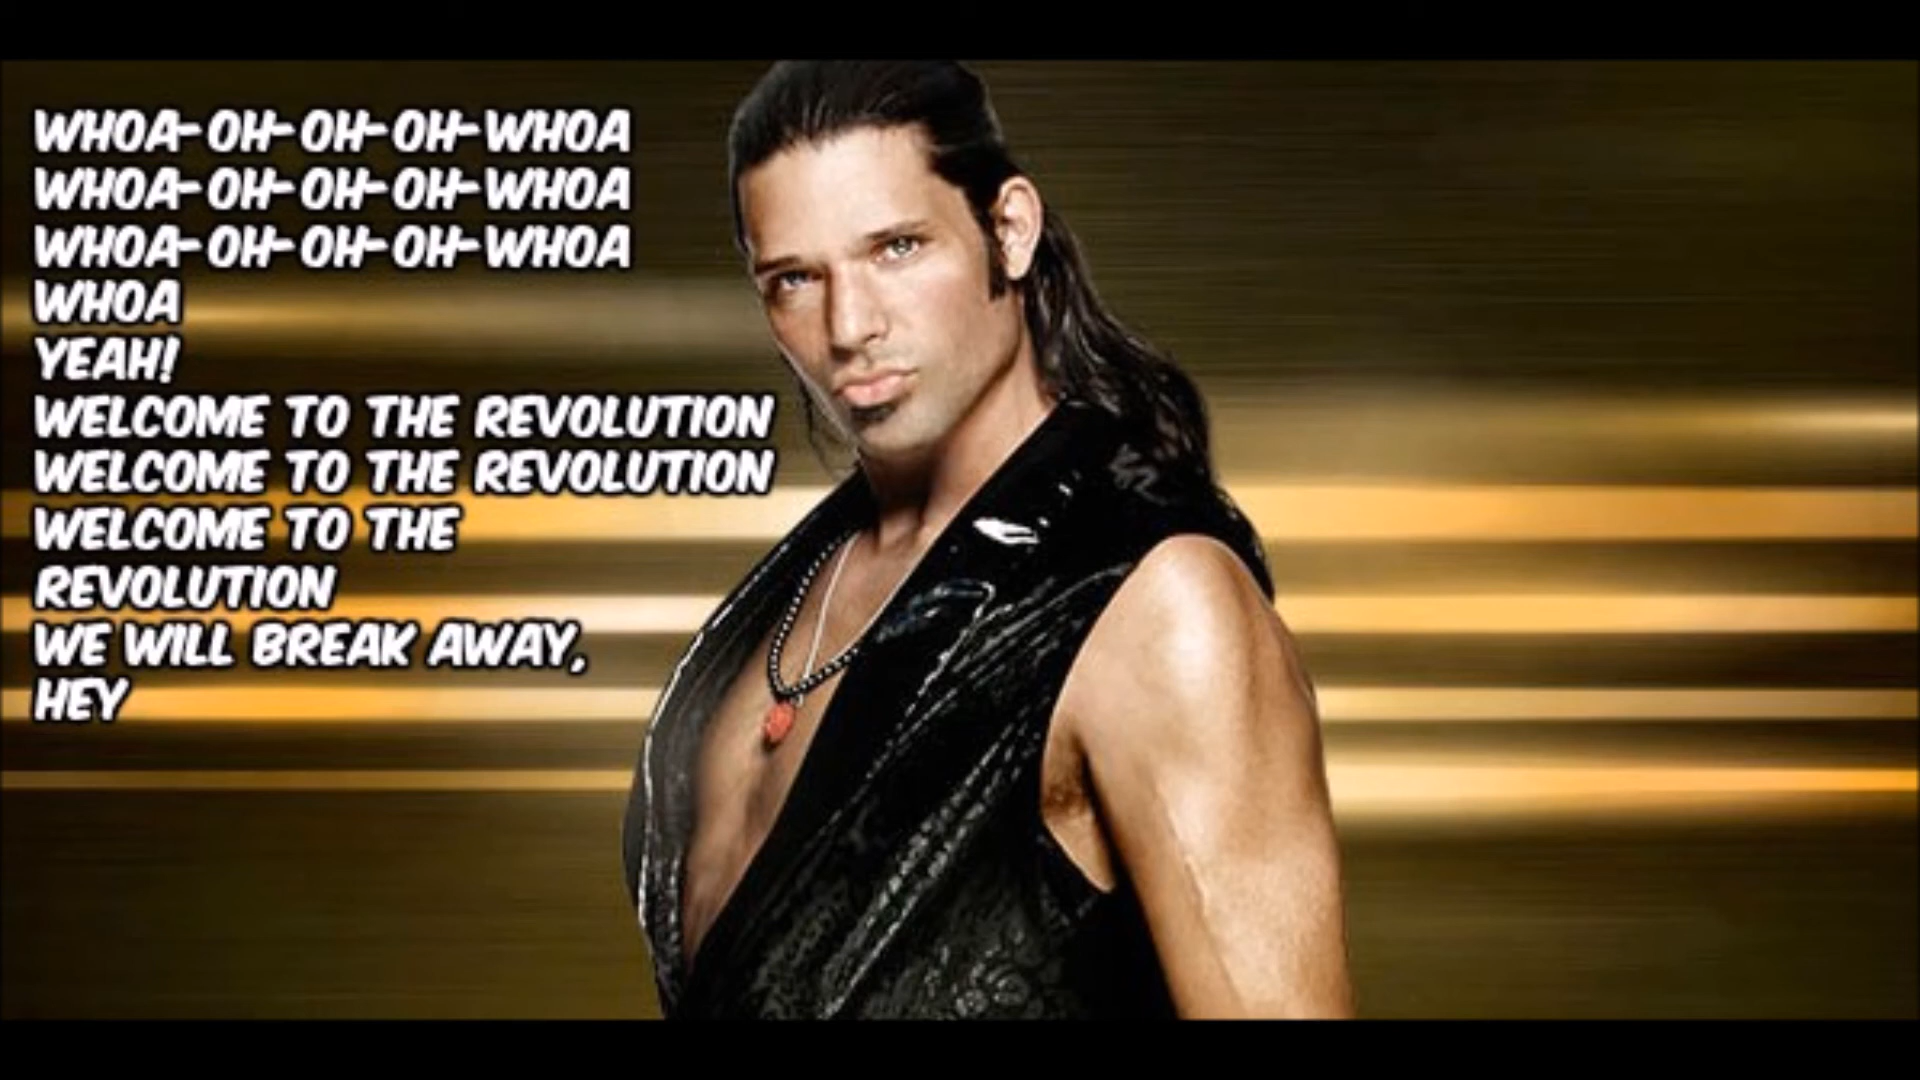 WHOA-OH-OH-OH-WHOA
WHOA-OH-OH-OH-WHOA
WHOA-OH-OH-OH-WHOA
WHOA
YEAH!
WELCOME TO THE REVOLUTION
WELCOME TO THE REVOLUTION
WELCOME TO THE
REVOLUTION
WE WILL BREAK AWAY,
HEY